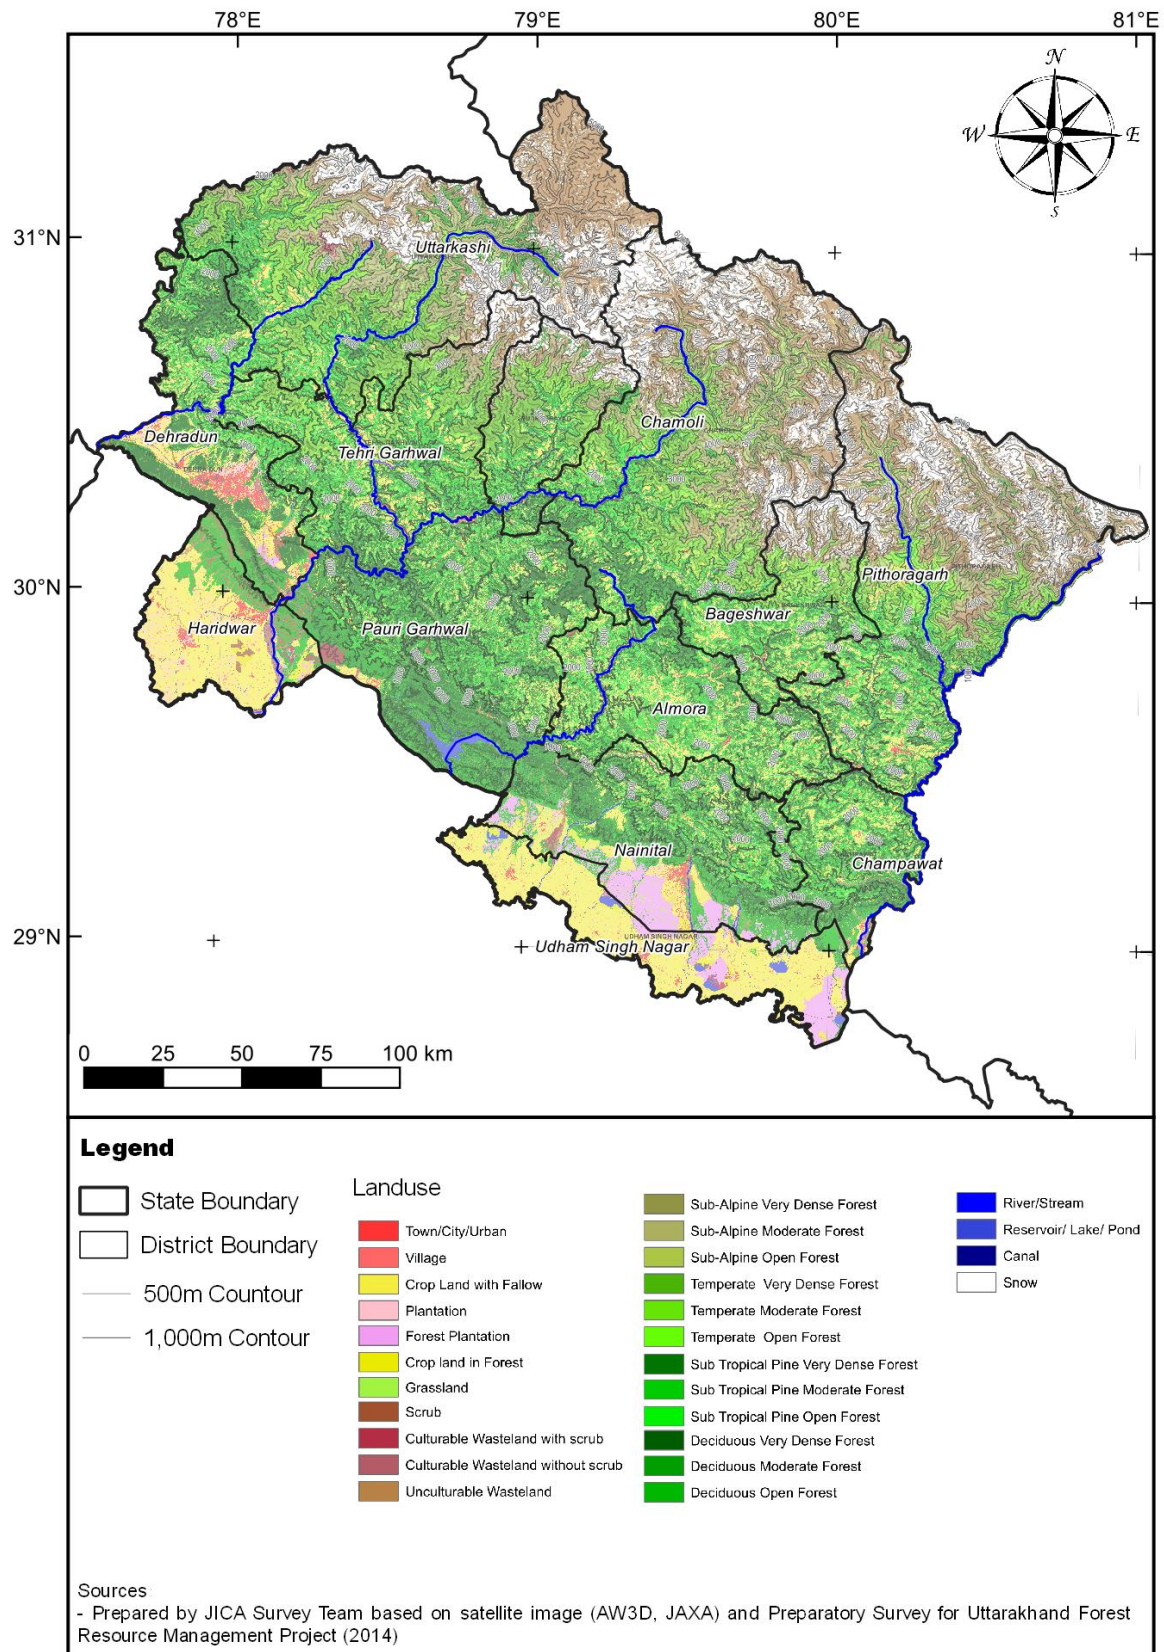 78°E 79°E 80°E 81°E
N
W E
S
31°N
Uttarkashi
Dehradun
Chamoli
Tehri Garhwal
30°N
Pithoragarh
Haridwar
Pauri Garhwal
Bageshwar
Almora
Nainital
Champawat
29°N
UDHAM SINGH NAGAR
Udham Singh Nagar
0 25 50 75 100 km
Legend
State Boundary
District Boundary
500m Countour
1,000m Contour
Landuse
Town/City/Urban
Village
Crop Land with Fallow
Plantation
Forest Plantation
Crop land in Forest
Grassland
Scrub
Culturable Wasteland with scrub
Culturable Wasteland without scrub
Unculturable Wasteland
Sub-Alpine Very Dense Forest
Sub-Alpine Moderate Forest
Sub-Alpine Open Forest
Temperate Very Dense Forest
Temperate Moderate Forest
Temperate Open Forest
Sub Tropical Pine Very Dense Forest
Sub Tropical Pine Moderate Forest
Sub Tropical Pine Open Forest
Deciduous Very Dense Forest
Deciduous Moderate Forest
Deciduous Open Forest
River/Stream
Reservoir/ Lake/ Pond
Canal
Snow
Sources
- Prepared by JICA Survey Team based on satellite image (AW3D, JAXA) and Preparatory Survey for Uttarakhand Forest
Resource Management Project (2014)